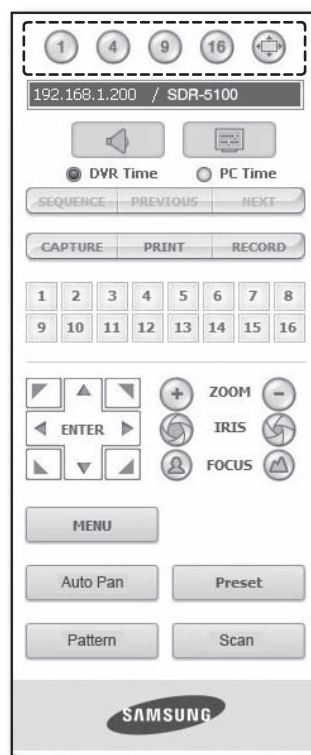 1 4 9 16
192.168.1.200 / SDR-5100
DVR Time PC Time
SEQUENCE PREVIOUS NEXT
CAPTURE PRINT RECORD
1 2 3 4 5 6 7 8
9 10 11 12 13 14 15 16
+ ZOOM -
ENTER IRIS
FOCUS
MENU
Auto Pan Preset
Pattern Scan
SAMSUNG